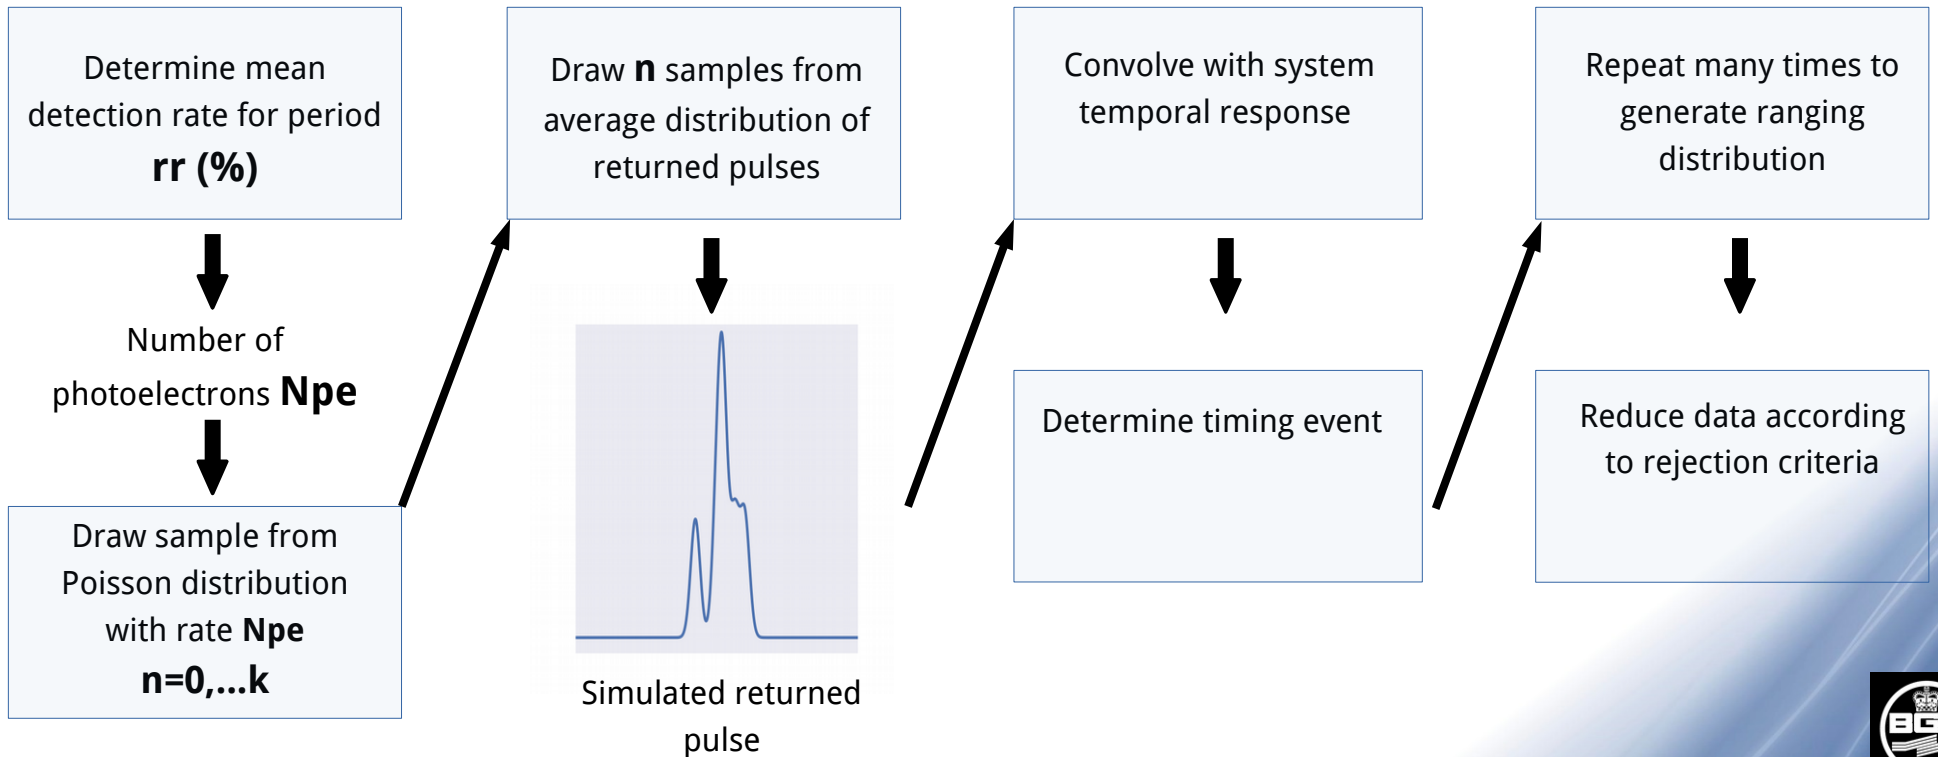 Determine mean
detection rate for period
rr (%)
Number of
photoelectrons Npe
Draw sample from
Poisson distribution
with rate Npe
n=0,...k
Draw n samples from
average distribution of
returned pulses
Simulated returned
pulse
Convolve with system
temporal response
Determine timing event
Repeat many times to
generate ranging
distribution
Reduce data according
to rejection criteria